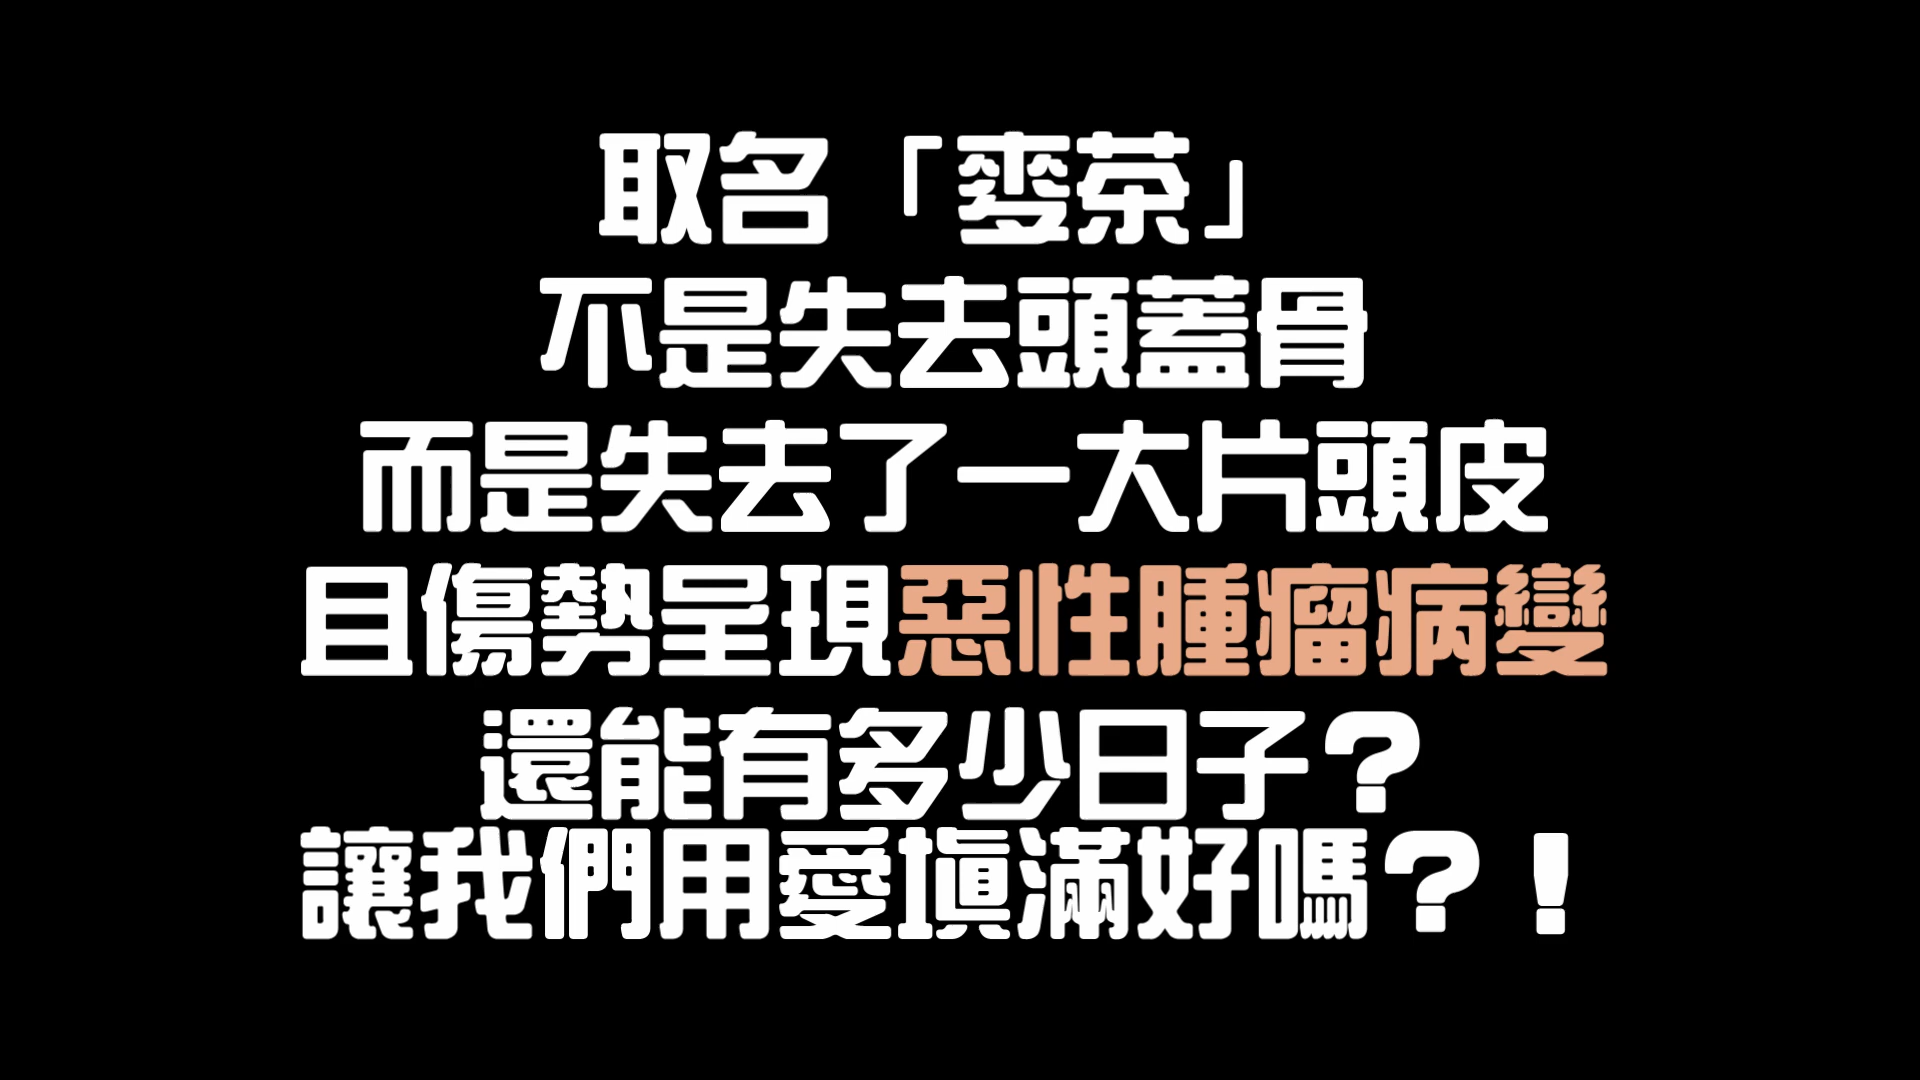 取名「麥茶」
不是失去頭蓋骨
而是失去了一大片頭皮
且傷勢呈現惡性腫瘤病變
還能有多少日子？
讓我們用愛填滿好嗎？！